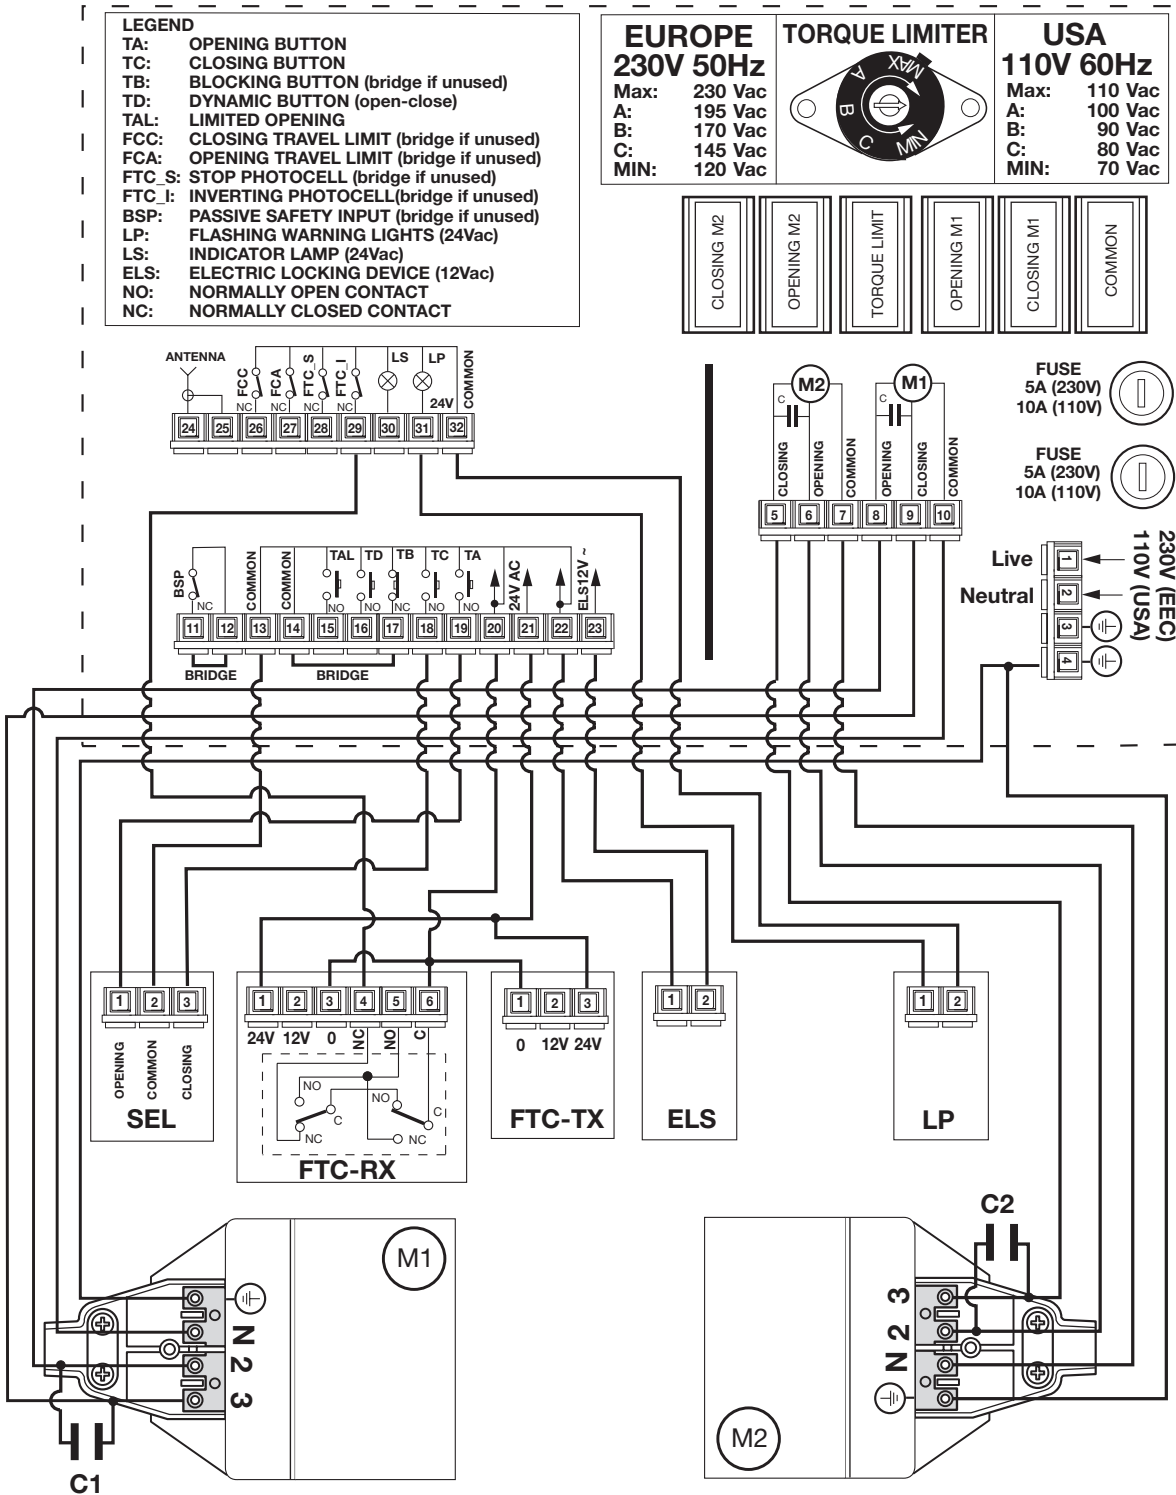 LEGEND
TA: OPENING BUTTON
TC: CLOSING BUTTON
TB: BLOCKING BUTTON (bridge if unused)
TD: DYNAMIC BUTTON (open-close)
TAL: LIMITED OPENING
FCC: CLOSING TRAVEL LIMIT (bridge if unused)
FCA: OPENING TRAVEL LIMIT (bridge if unused)
FTC_S: STOP PHOTOCELL (bridge if unused)
FTC_I: INVERTING PHOTOCELL(bridge if unused)
BSP: PASSIVE SAFETY INPUT (bridge if unused)
LP: FLASHING WARNING LIGHTS (24Vac)
LS: INDICATOR LAMP (24Vac)
ELS: ELECTRIC LOCKING DEVICE (12Vac)
NO: NORMALLY OPEN CONTACT
NC: NORMALLY CLOSED CONTACT
EUROPE
230V 50Hz
Max: 230 Vac
A: 195 Vac
B: 170 Vac
C: 145 Vac
MIN: 120 Vac
TORQUE LIMITER
MAX
A
B
C
MIN
USA
110V 60Hz
Max: 110 Vac
A: 100 Vac
B: 90 Vac
C: 80 Vac
MIN: 70 Vac
CLOSING M2
OPENING M2
TORQUE LIMIT
OPENING M1
CLOSING M1
COMMON
ANTENNA
FCC
FCA
FTC_S
FTC_I
LS
LP
24V
COMMON
NC NC NC NC
24 25 26 27 28 29 30 31 32
M2
M1
C
C
CLOSING
OPENING
COMMON
OPENING
CLOSING
COMMON
5 6 7 8 9 10
FUSE
5A (230V)
10A (110V)
FUSE
5A (230V)
10A (110V)
Live
Neutral
1
2
3
4
230V (EEC)
110V (USA)
BSP
NC
COMMON
COMMON
TAL TD TB TC TA
NO NO NC NO NO
24V AC
ELS12V ~
11 12 13 14 15 16 17 18 19 20 21 22 23
BRIDGE
BRIDGE
1 2 3
OPENING
COMMON
CLOSING
SEL
1 2 3 4 5 6
24V 12V 0 NC NO C
NO
C
NC
NO
C
NC
FTC-RX
1 2 3
0 12V 24V
FTC-TX
1 2
ELS
1 2
LP
M1
N
2
3
C1
C2
3
2
N
M2